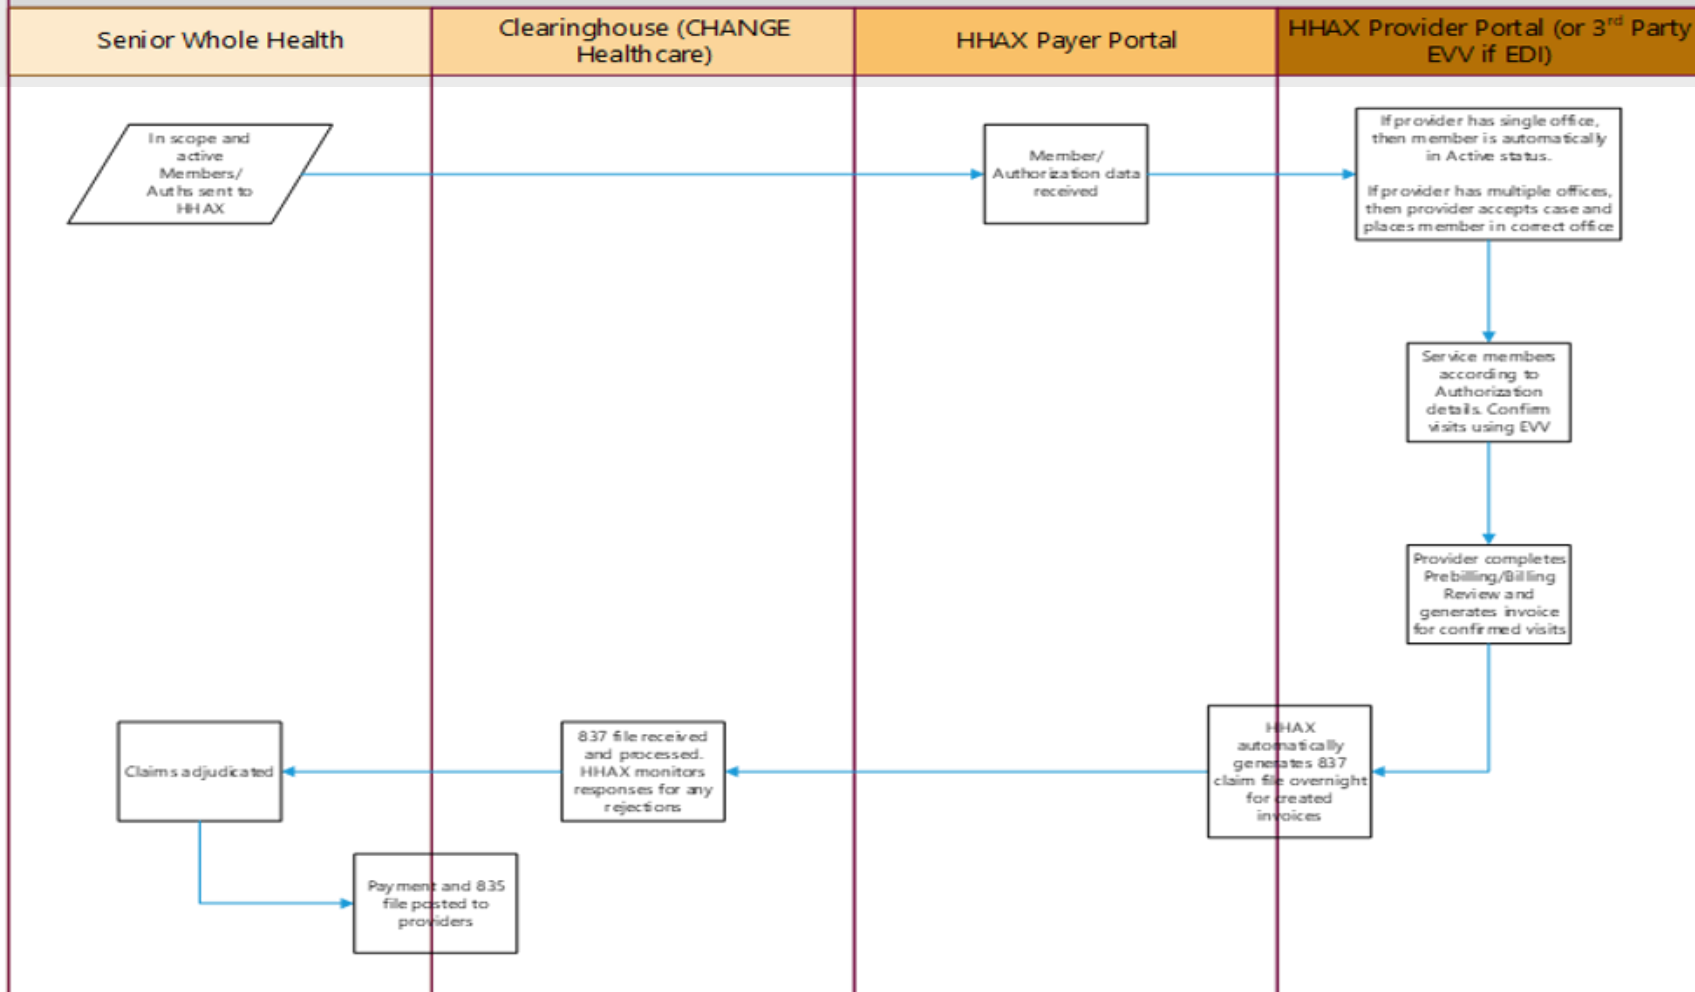 Senior Whole Health
Clearinghouse (CHANGE
Healthcare)
HHAX Payer Portal
HHAX Provider Portal (or 3rd Party
EVV if EDI)
In scope and
active
Members/
Auths sent to
HHAX
Member/
Authorization data
received
If provider has single office,
then member is automatically
in Active status.
If provider has multiple offices,
then provider accepts case and
places member in correct office
Service members
according to
Authorization
details. Confirm
visits using EVV
Provider completes
Prebilling/Billing
Review and
generates invoice
for confirmed visits
HHAX
automatically
generates 837
claim file overnight
for created
invoices
837 file received
and processed.
HHAX monitors
responses for any
rejections
Claims adjudicated
Payment and 835
file posted to
providers